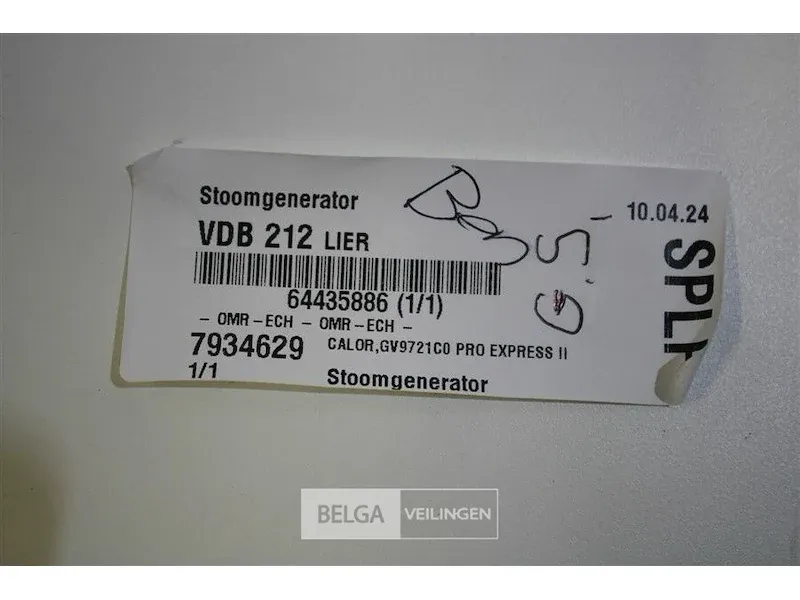 Stoomgenerator
10.04.24
VDB 212 LIER
64435886 (1/1)
- OMR-ECH - OMR-ECH -
7934629 CALOR,GV9721C0 PRO EXPRESS II
1/1 Stoomgenerator
G.S.
BELGA VEILINGEN